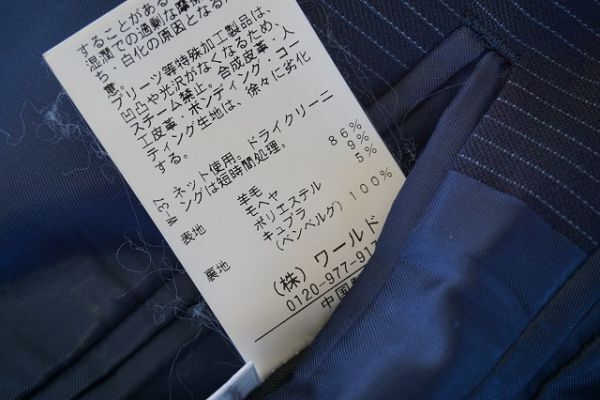 することがある
湿潤での過剰な摩擦
ち、白化の原因となる
意。
プリーツ等特殊加工製品は、
凹凸や光沢がなくなるため、
スチーム禁止。合成皮革・人
工皮革・ボンディング・コー
ティング生地は、徐々に劣化
する。
W-37 ネット使用。ドライクリーニ
ングは短時間処理。
表地 羊毛 86%
モヘヤ 9%
ポリエステル 5%
裏地 キュプラ 100%
(ベンベルグ)
(株) ワールド
0120-977-917
中国